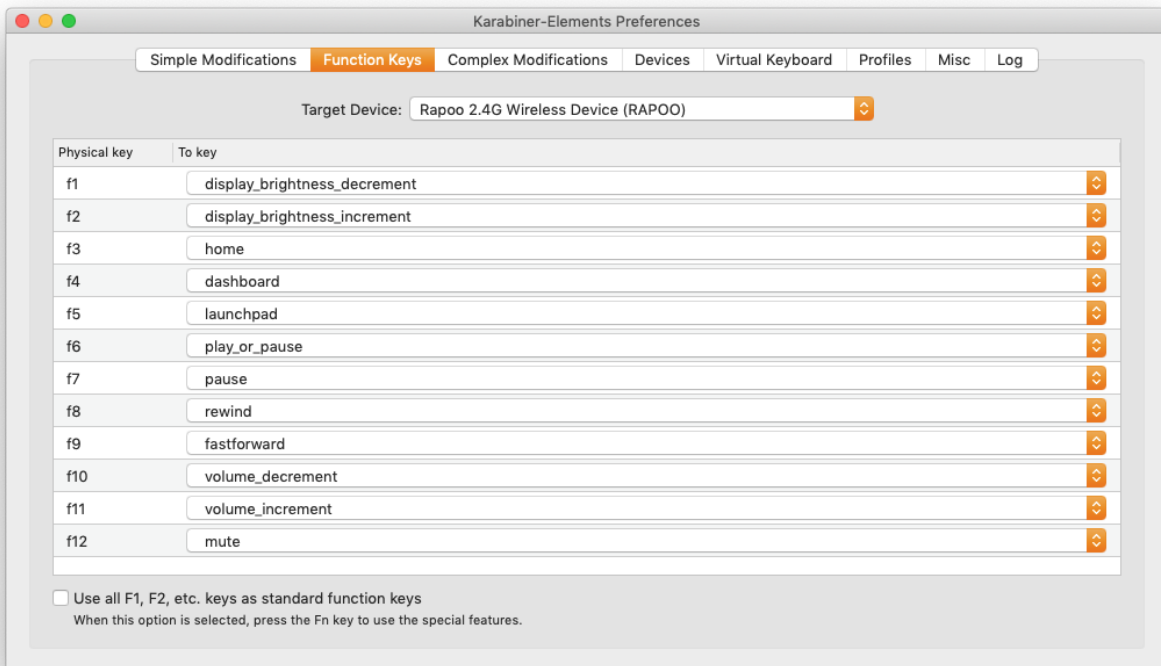 Karabiner-Elements Preferences
Simple Modifications Function Keys Complex Modifications Devices Virtual Keyboard Profiles Misc Log
Target Device: Rapoo 2.4G Wireless Device (RAPOO)
Physical key To key
f1 display_brightness_decrement
f2 display_brightness_increment
f3 home
f4 dashboard
f5 launchpad
f6 play_or_pause
f7 pause
f8 rewind
f9 fastforward
f10 volume_decrement
f11 volume_increment
f12 mute
Use all F1, F2, etc. keys as standard function keys
When this option is selected, press the Fn key to use the special features.